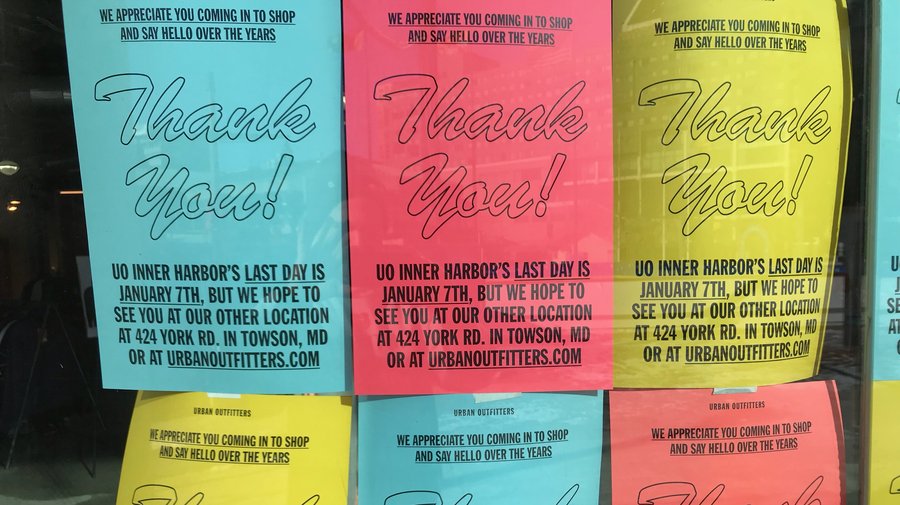 WE APPRECIATE YOU COMING IN TO SHOP
AND SAY HELLO OVER THE YEARS
Thank
You!
UO INNER HARBOR'S LAST DAY IS
JANUARY 7TH, BUT WE HOPE TO
SEE YOU AT OUR OTHER LOCATION
AT 424 YORK RD. IN TOWSON, MD
OR AT URBANOUTFITTERS.COM
WE APPRECIATE YOU COMING IN TO SHOP
AND SAY HELLO OVER THE YEARS
Thank
You!
UO INNER HARBOR'S LAST DAY IS
JANUARY 7TH, BUT WE HOPE TO
SEE YOU AT OUR OTHER LOCATION
AT 424 YORK RD. IN TOWSON, MD
OR AT URBANOUTFITTERS.COM
WE APPRECIATE YOU COMING IN TO SHOP
AND SAY HELLO OVER THE YEARS
Thank
You!
UO INNER HARBOR'S LAST DAY IS
JANUARY 7TH, BUT WE HOPE TO
SEE YOU AT OUR OTHER LOCATION
AT 424 YORK RD. IN TOWSON, MD
OR AT URBANOUTFITTERS.COM
URBAN OUTFITTERS
WE APPRECIATE YOU COMING IN TO SHOP
AND SAY HELLO OVER THE YEARS
Thank
URBAN OUTFITTERS
WE APPRECIATE YOU COMING IN TO SHOP
AND SAY HELLO OVER THE YEARS
Thank
URBAN OUTFITTERS
WE APPRECIATE YOU COMING IN TO SHOP
AND SAY HELLO OVER THE YEARS
Thank